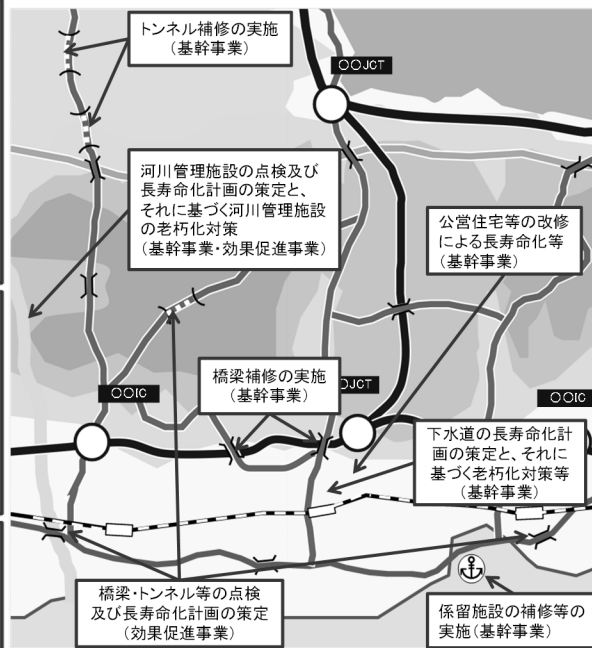 トンネル補修の実施
(基幹事業)
〇〇JCT
河川管理施設の点検及び
長寿命化計画の策定と、
それに基づく河川管理施設
の老朽化対策
(基幹事業・効果促進事業)
公営住宅等の改修
による長寿命化等
(基幹事業)
〇〇IC
橋梁補修の実施
(基幹事業)
〇JCT
〇〇IC
下水道の長寿命化計
画の策定と、それに
基づく老朽化対策等
(基幹事業)
橋梁・トンネル等の点検
及び長寿命化計画の策定
(効果促進事業)
係留施設の補修等の
実施(基幹事業)